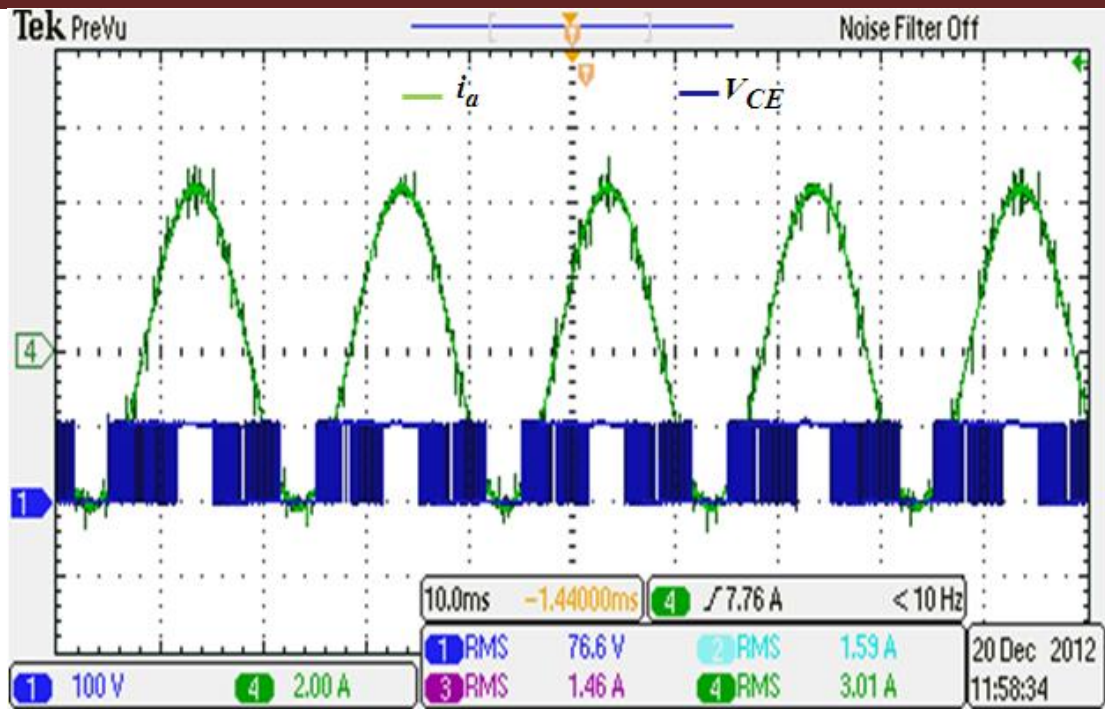 Tek PreVu Noise Filter Off
i_a V_CE
4
1
10.0ms -1.44000ms 4 7.76 A < 10 Hz
1 RMS 76.6 V 2 RMS 1.59 A
3 RMS 1.46 A 4 RMS 3.01 A
1 100 V 4 2.00 A
20 Dec 2012
11:58:34